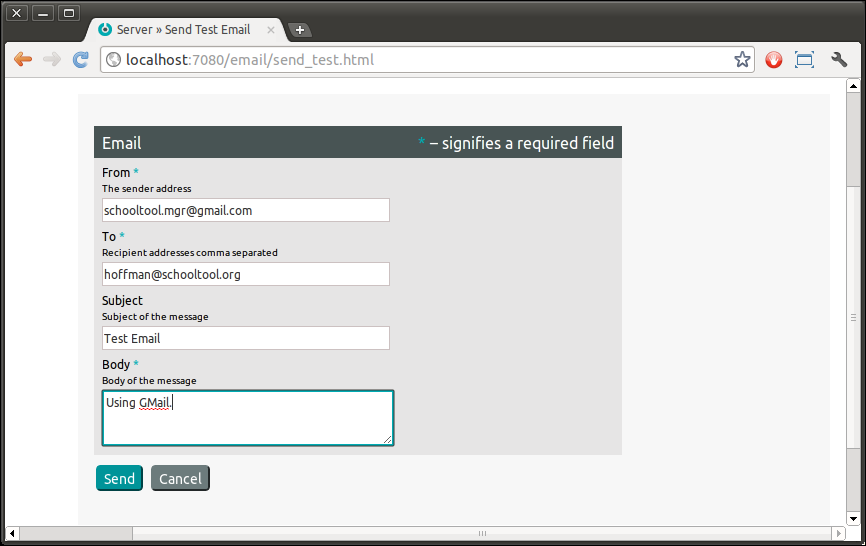 Server » Send Test Email
localhost:7080/email/send_test.html
Email
* – signifies a required field
From *
The sender address
schooltool.mgr@gmail.com
To *
Recipient addresses comma separated
hoffman@schooltool.org
Subject
Subject of the message
Test Email
Body *
Body of the message
Using GMail.
Send
Cancel